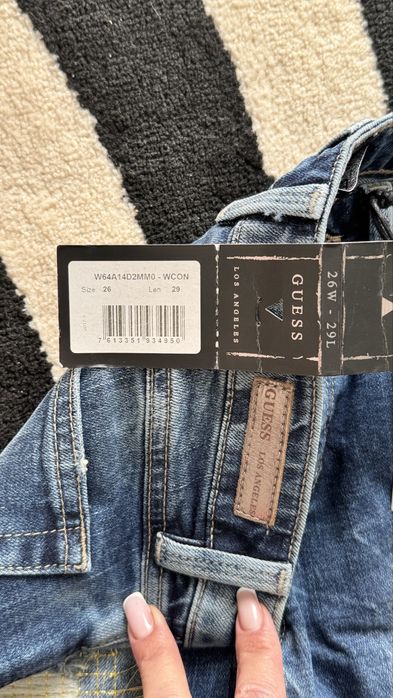 W64A14D2MM0 - WCON
Size 26 Len 29
7 613351 934950
GUESS
LOS ANGELES
26W - 29L
GUESS
LOS ANGELES